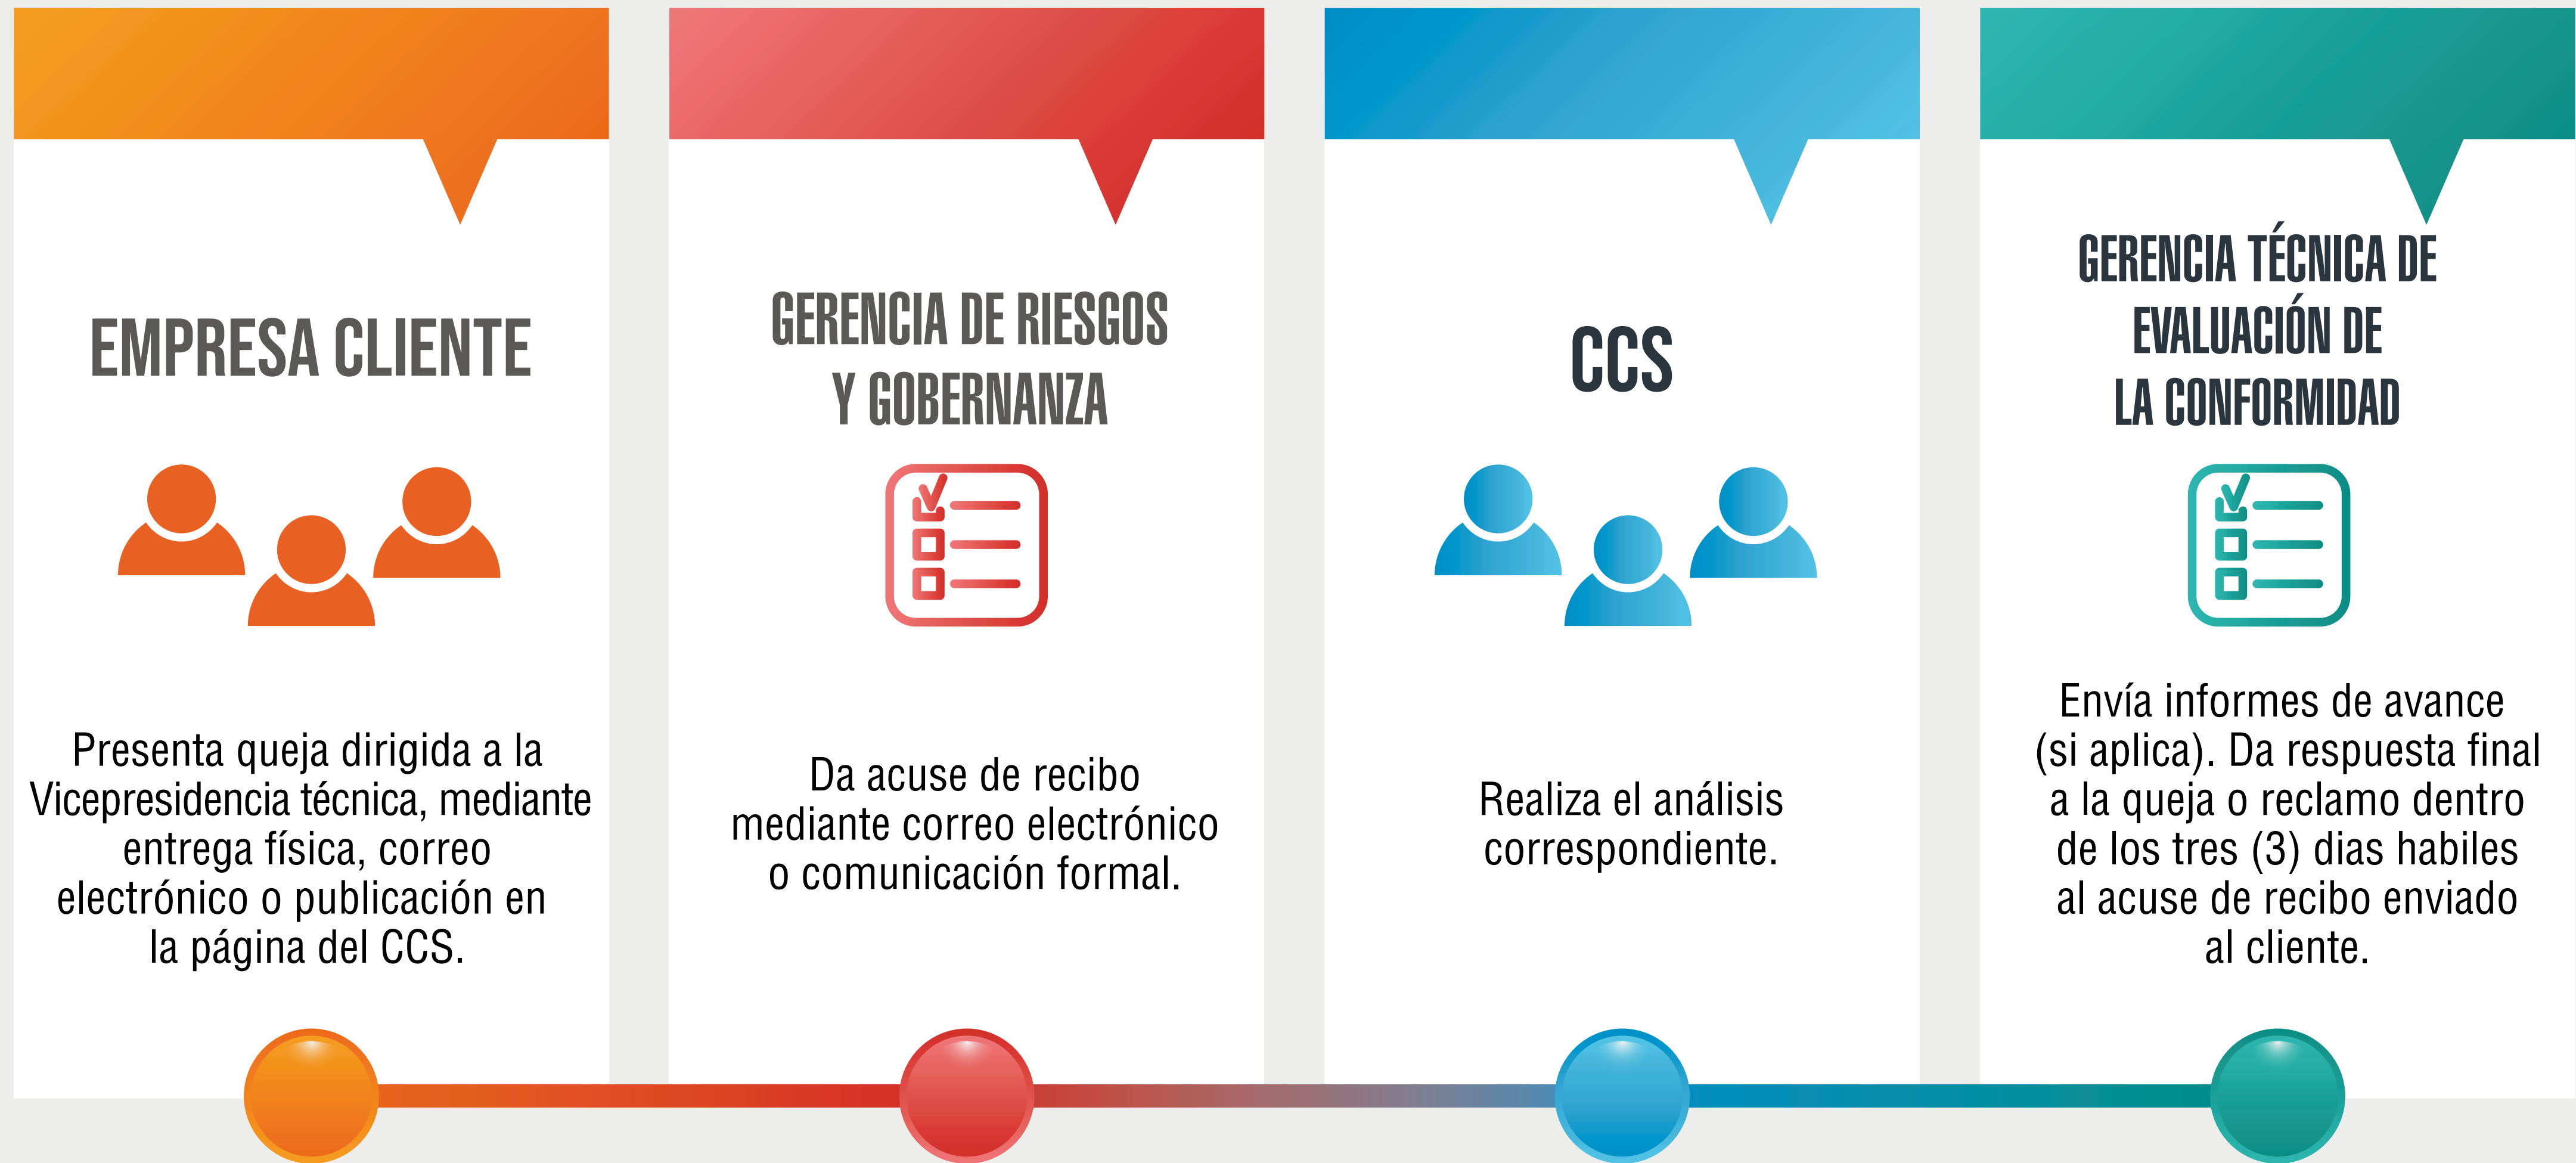 EMPRESA CLIENTE
Presenta queja dirigida a la
Vicepresidencia técnica, mediante
entrega física, correo
electrónico o publicación en
la página del CCS.
GERENCIA DE RIESGOS
Y GOBERNANZA
Da acuse de recibo
mediante correo electrónico
o comunicación formal.
CCS
Realiza el análisis
correspondiente.
GERENCIA TÉCNICA DE
EVALUACIÓN DE
LA CONFORMIDAD
Envía informes de avance
(si aplica). Da respuesta final
a la queja o reclamo dentro
de los tres (3) dias habiles
al acuse de recibo enviado
al cliente.